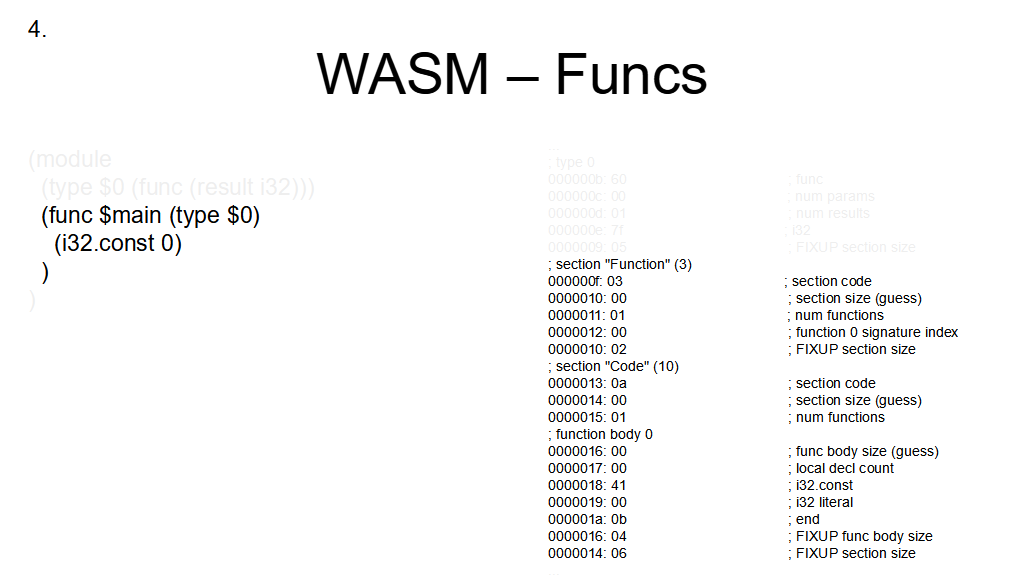 4.
WASM – Funcs
(module
(type $0 (func (result i32)))
(func $main (type $0)
(i32.const 0)
)
)
...
; type 0
000000b: 60 ; func
000000c: 00 ; num params
000000d: 01 ; num results
000000e: 7f ; i32
0000009: 05 ; FIXUP section size
; section "Function" (3)
000000f: 03 ; section code
0000010: 00 ; section size (guess)
0000011: 01 ; num functions
0000012: 00 ; function 0 signature index
0000010: 02 ; FIXUP section size
; section "Code" (10)
0000013: 0a ; section code
0000014: 00 ; section size (guess)
0000015: 01 ; num functions
; function body 0
0000016: 00 ; func body size (guess)
0000017: 00 ; local decl count
0000018: 41 ; i32.const
0000019: 00 ; i32 literal
000001a: 0b ; end
0000016: 04 ; FIXUP func body size
0000014: 06 ; FIXUP section size
...